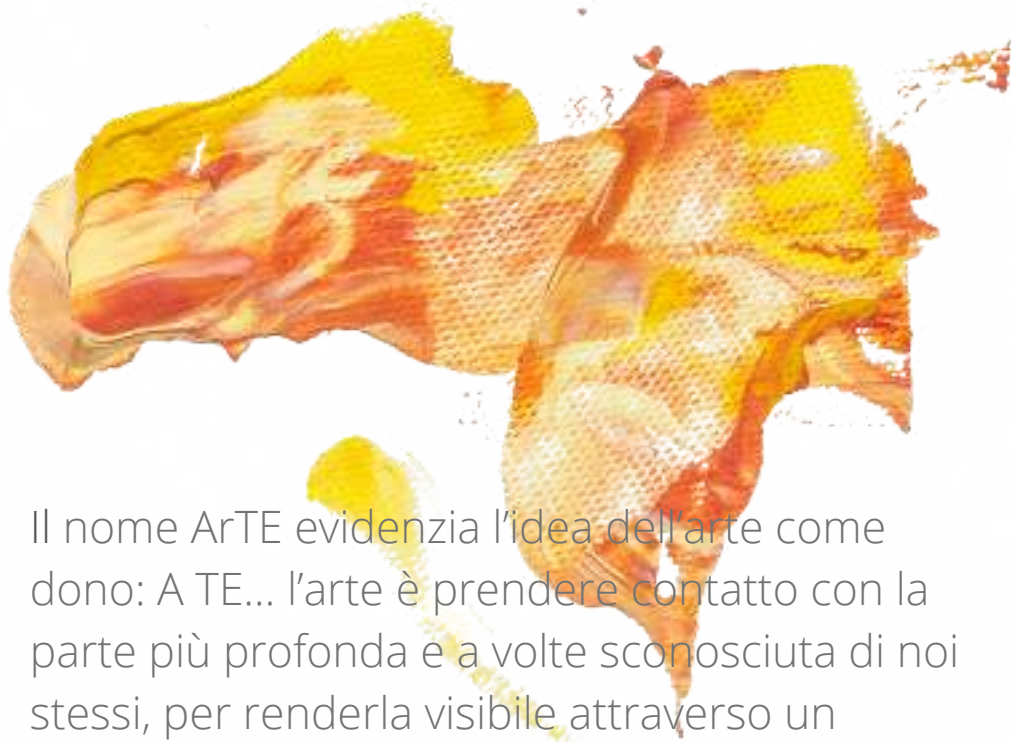 Il nome ArTE evidenzia l’idea dell’arte come
dono: A TE... l’arte è prendere contatto con la
parte più profonda e a volte sconosciuta di noi
stessi, per renderla visibile attraverso un